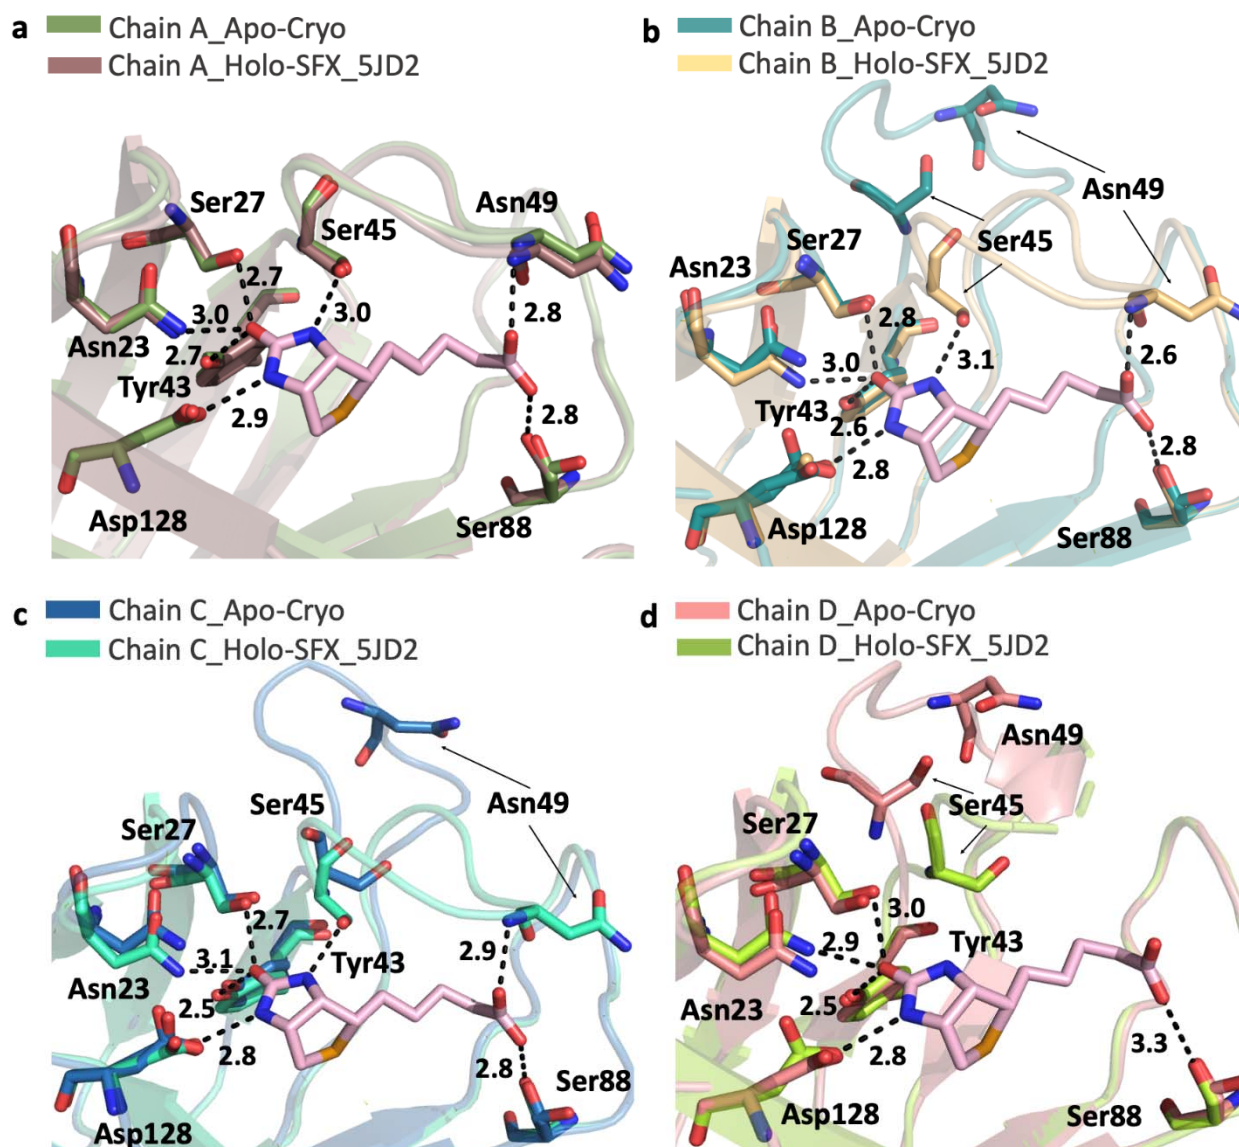 a
Chain A_Apo-Cryo
Chain A_Holo-SFX_5JD2
Ser27
Ser45
Asn49
2.7
3.0
3.0
2.8
Asn23
2.7
Tyr43
2.9
2.8
Asp128
Ser88
b
Chain B_Apo-Cryo
Chain B_Holo-SFX_5JD2
Asn49
Ser27
Ser45
Asn23
2.8
3.0
3.1
2.6
Tyr43
2.6
2.8
2.8
Asp128
Ser88
c
Chain C_Apo-Cryo
Chain C_Holo-SFX_5JD2
Ser45
Asn49
Ser27
2.7
2.9
3.1
Tyr43
Asn23
2.5
2.8
2.8
Ser88
Asp128
d
Chain D_Apo-Cryo
Chain D_Holo-SFX_5JD2
Asn49
Ser45
Ser27
3.0
2.9
Tyr43
Asn23
2.5
2.8
3.3
Asp128
Ser88